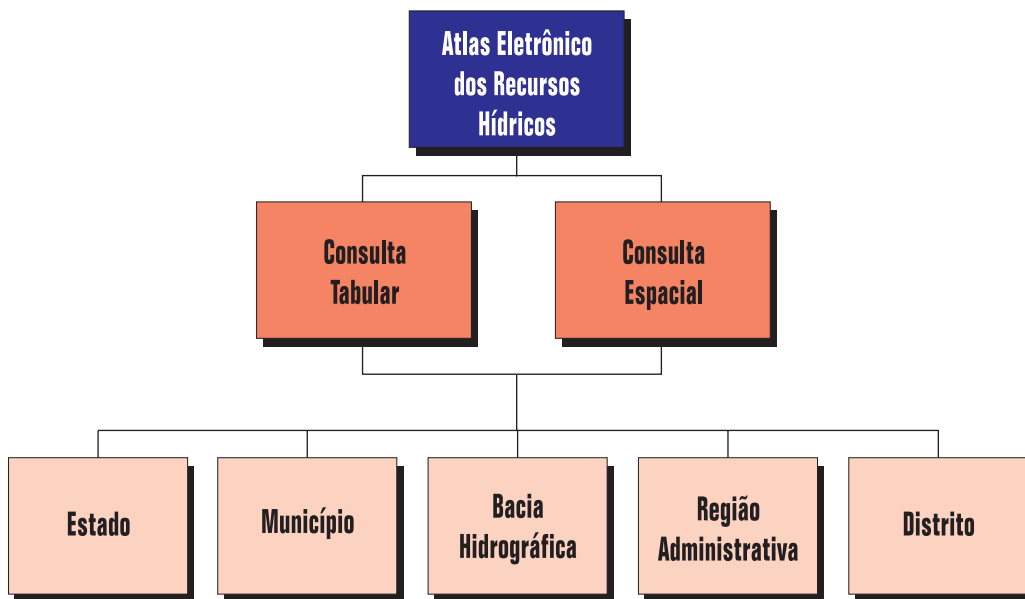 Atlas Eletrônico
dos Recursos
Hídricos
Consulta
Tabular
Consulta
Espacial
Estado
Município
Bacia
Hidrográfica
Região
Administrativa
Distrito